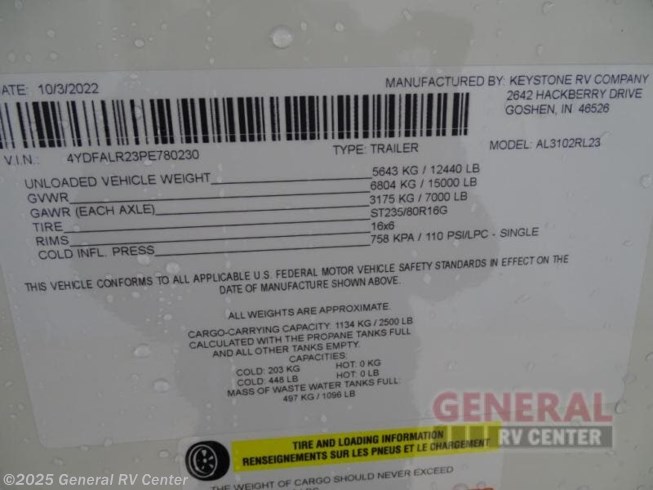 DATE: 10/3/2022
MANUFACTURED BY: KEYSTONE RV COMPANY
2642 HACKBERRY DRIVE
GOSHEN, IN 46526
V.I.N. 4YDFALR23PE780230 TYPE: TRAILER MODEL: AL3102RL23
UNLOADED VEHICLE WEIGHT 5643 KG / 12440 LB
GVWR 6804 KG / 15000 LB
GAWR (EACH AXLE) 3175 KG / 7000 LB
TIRE ST235/80R16G
RIMS 16x6
COLD INFL. PRESS 758 KPA / 110 PSI/LPC - SINGLE
THIS VEHICLE CONFORMS TO ALL APPLICABLE U.S. FEDERAL MOTOR VEHICLE SAFETY STANDARDS IN EFFECT ON THE
DATE OF MANUFACTURE SHOWN ABOVE.
ALL WEIGHTS ARE APPROXIMATE.
CARGO-CARRYING CAPACITY: 1134 KG / 2500 LB
CALCULATED WITH THE PROPANE TANKS FULL
AND ALL OTHER TANKS EMPTY.
CAPACITIES:
COLD: 203 KG HOT: 0 KG
COLD: 448 LB HOT: 0 LB
MASS OF WASTE WATER TANKS FULL:
497 KG / 1096 LB
GENERAL
RV CENTER
TIRE AND LOADING INFORMATION
RENSEIGNEMENTS SUR LES PNEUS ET LE CHARGEMENT
THE WEIGHT OF CARGO SHOULD NEVER EXCEED
©2025 General RV Center